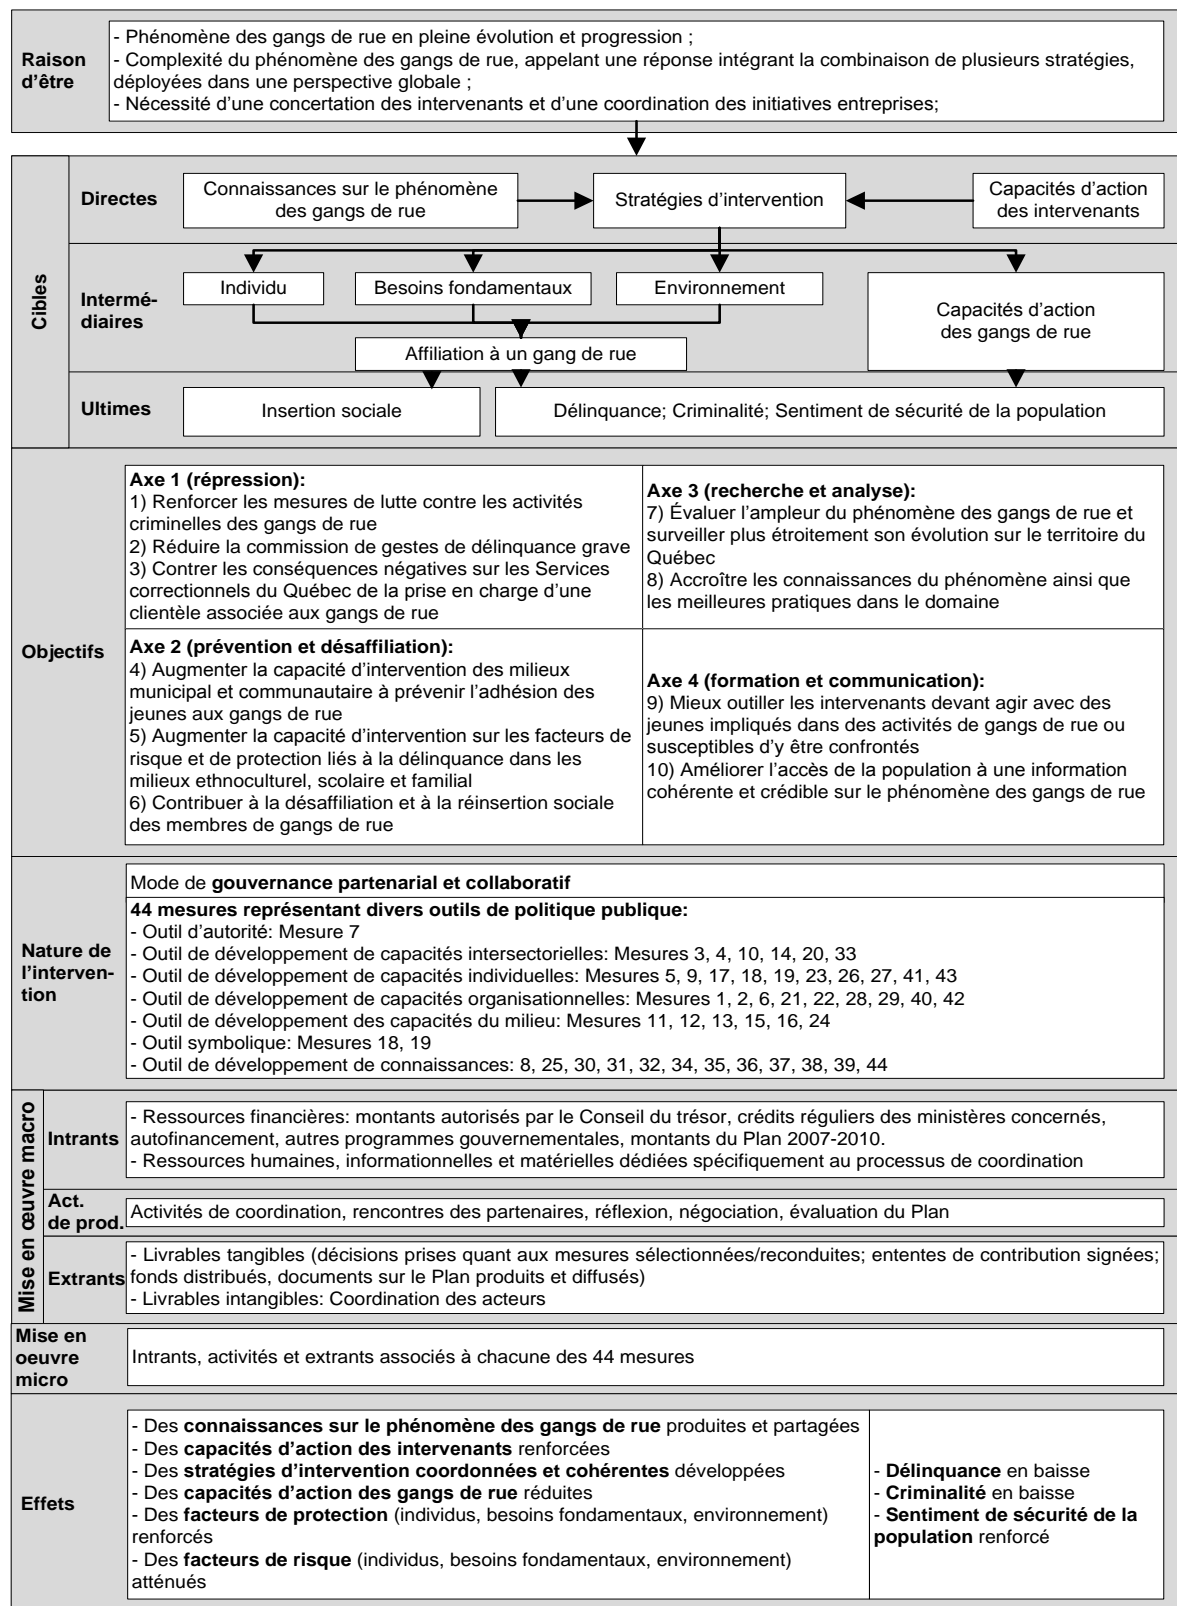 Raison
d'être
- Phénomène des gangs de rue en pleine évolution et progression ;
- Complexité du phénomène des gangs de rue, appelant une réponse intégrant la combinaison de plusieurs stratégies,
déployées dans une perspective globale ;
- Nécessité d'une concertation des intervenants et d'une coordination des initiatives entreprises;
Cibles
Directes
Connaissances sur le phénomène
des gangs de rue
Stratégies d'intervention
Capacités d'action
des intervenants
Intermé-
diaires
Individu
Besoins fondamentaux
Environnement
Capacités d'action
des gangs de rue
Affiliation à un gang de rue
Ultimes
Insertion sociale
Délinquance; Criminalité; Sentiment de sécurité de la population
Objectifs
Axe 1 (répression):
1) Renforcer les mesures de lutte contre les activités
criminelles des gangs de rue
2) Réduire la commission de gestes de délinquance grave
3) Contrer les conséquences négatives sur les Services
correctionnels du Québec de la prise en charge d'une
clientèle associée aux gangs de rue
Axe 3 (recherche et analyse):
7) Évaluer l'ampleur du phénomène des gangs de rue et
surveiller plus étroitement son évolution sur le territoire du
Québec
8) Accroître les connaissances du phénomène ainsi que
les meilleures pratiques dans le domaine
Axe 2 (prévention et désaffiliation):
4) Augmenter la capacité d'intervention des milieux
municipal et communautaire à prévenir l'adhésion des
jeunes aux gangs de rue
5) Augmenter la capacité d'intervention sur les facteurs de
risque et de protection liés à la délinquance dans les
milieux ethnoculturel, scolaire et familial
6) Contribuer à la désaffiliation et à la réinsertion sociale
des membres de gangs de rue
Axe 4 (formation et communication):
9) Mieux outiller les intervenants devant agir avec des
jeunes impliqués dans des activités de gangs de rue ou
susceptibles d'y être confrontés
10) Améliorer l'accès de la population à une information
cohérente et crédible sur le phénomène des gangs de rue
Nature de
l'interven-
tion
Mode de gouvernance partenarial et collaboratif
44 mesures représentant divers outils de politique publique:
- Outil d'autorité: Mesure 7
- Outil de développement de capacités intersectorielles: Mesures 3, 4, 10, 14, 20, 33
- Outil de développement de capacités individuelles: Mesures 5, 9, 17, 18, 19, 23, 26, 27, 41, 43
- Outil de développement de capacités organisationnelles: Mesures 1, 2, 6, 21, 22, 28, 29, 40, 42
- Outil de développement des capacités du milieu: Mesures 11, 12, 13, 15, 16, 24
- Outil symbolique: Mesures 18, 19
- Outil de développement de connaissances: 8, 25, 30, 31, 32, 34, 35, 36, 37, 38, 39, 44
Mise en œuvre macro
Intrants
- Ressources financières: montants autorisés par le Conseil du trésor, crédits réguliers des ministères concernés,
autofinancement, autres programmes gouvernementales, montants du Plan 2007-2010.
- Ressources humaines, informationnelles et matérielles dédiées spécifiquement au processus de coordination
Act.
de prod.
Activités de coordination, rencontres des partenaires, réflexion, négociation, évaluation du Plan
Extrants
- Livrables tangibles (décisions prises quant aux mesures sélectionnées/reconduites; ententes de contribution signées;
fonds distribués, documents sur le Plan produits et diffusés)
- Livrables intangibles: Coordination des acteurs
Mise en
oeuvre
micro
Intrants, activités et extrants associés à chacune des 44 mesures
Effets
- Des connaissances sur le phénomène des gangs de rue produites et partagées
- Des capacités d'action des intervenants renforcées
- Des stratégies d'intervention coordonnées et cohérentes développées
- Des capacités d'action des gangs de rue réduites
- Des facteurs de protection (individus, besoins fondamentaux, environnement)
renforcés
- Des facteurs de risque (individus, besoins fondamentaux, environnement)
atténués
- Délinquance en baisse
- Criminalité en baisse
- Sentiment de sécurité de la
population renforcé